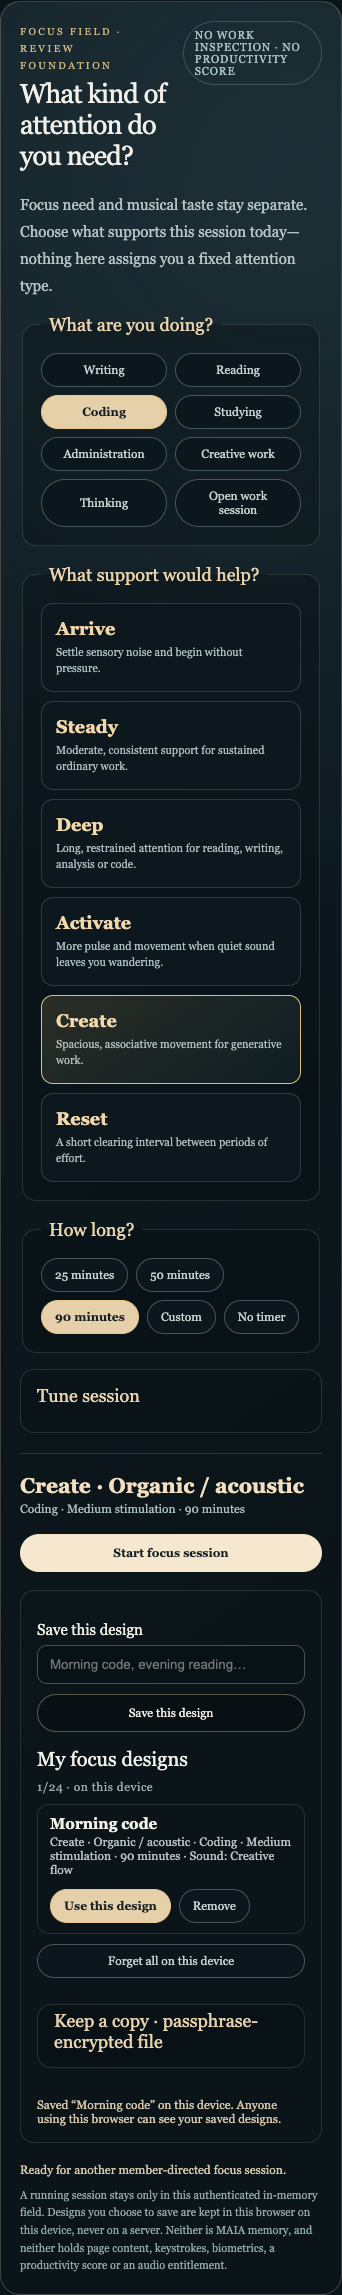 FOCUS FIELD ·
REVIEW
FOUNDATION
NO WORK
INSPECTION · NO
PRODUCTIVITY
SCORE
What kind of
attention do
you need?
Focus need and musical taste stay separate.
Choose what supports this session today—
nothing here assigns you a fixed attention
type.
What are you doing?
Writing
Reading
Coding
Studying
Administration
Creative work
Thinking
Open work
session
What support would help?
Arrive
Settle sensory noise and begin without
pressure.
Steady
Moderate, consistent support for sustained
ordinary work.
Deep
Long, restrained attention for reading, writing,
analysis or code.
Activate
More pulse and movement when quiet sound
leaves you wandering.
Create
Spacious, associative movement for generative
work.
Reset
A short clearing interval between periods of
effort.
How long?
25 minutes
50 minutes
90 minutes
Custom
No timer
Tune session
Create · Organic / acoustic
Coding · Medium stimulation · 90 minutes
Start focus session
Save this design
Morning code, evening reading…
Save this design
My focus designs
1/24 · on this device
Morning code
Create · Organic / acoustic · Coding · Medium
stimulation · 90 minutes · Sound: Creative
flow
Use this design
Remove
Forget all on this device
Keep a copy · passphrase-
encrypted file
Saved “Morning code” on this device. Anyone
using this browser can see your saved designs.
Ready for another member-directed focus session.
A running session stays only in this authenticated in-memory
field. Designs you choose to save are kept in this browser on
this device, never on a server. Neither is MAIA memory, and
neither holds page content, keystrokes, biometrics, a
productivity score or an audio entitlement.